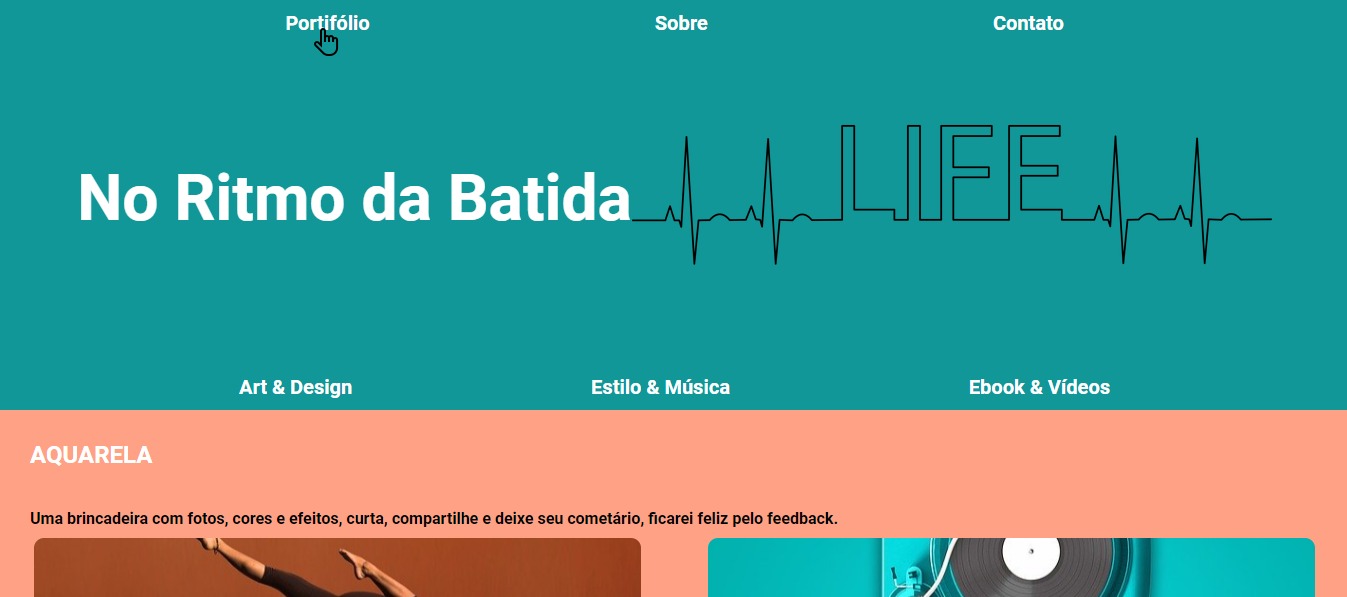 Portifólio Sobre Contato
No Ritmo da Batida LIFE
Art & Design Estilo & Música Ebook & Vídeos
AQUARELA
Uma brincadeira com fotos, cores e efeitos, curta, compartilhe e deixe seu cometário, ficarei feliz pelo feedback.